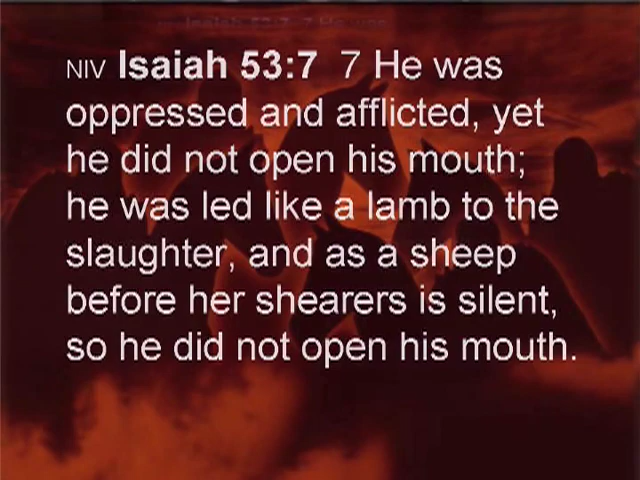 NIV Isaiah 53:7 7 He was
oppressed and afflicted, yet
he did not open his mouth;
he was led like a lamb to the
slaughter, and as a sheep
before her shearers is silent,
so he did not open his mouth.